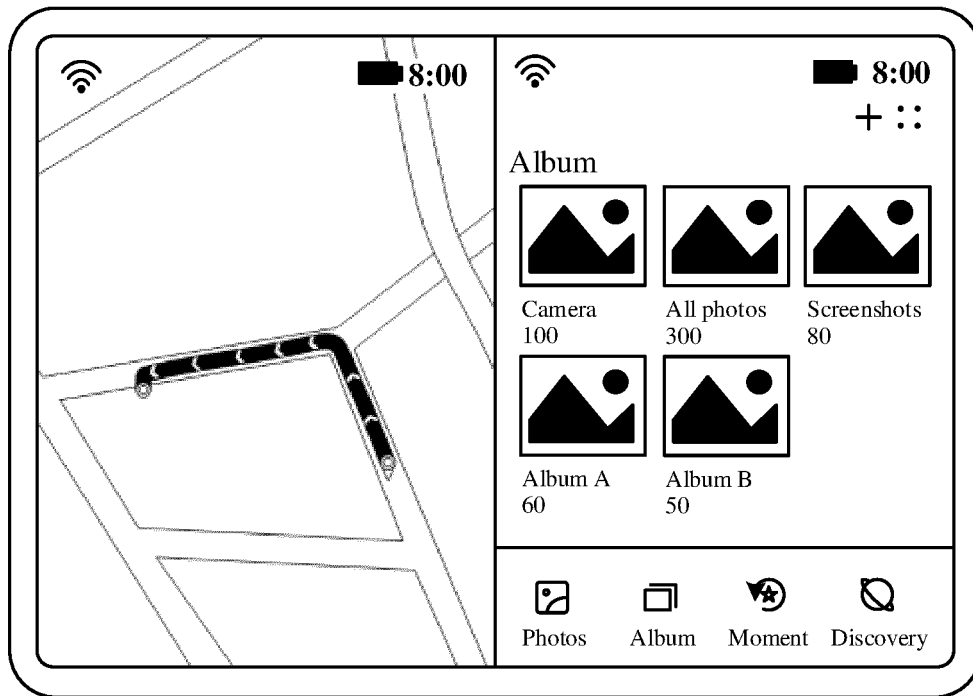 8:00
8:00
Album
Camera
100
All photos
300
Screenshots
80
Album A
60
Album B
50
Photos
Album
Moment
Discovery